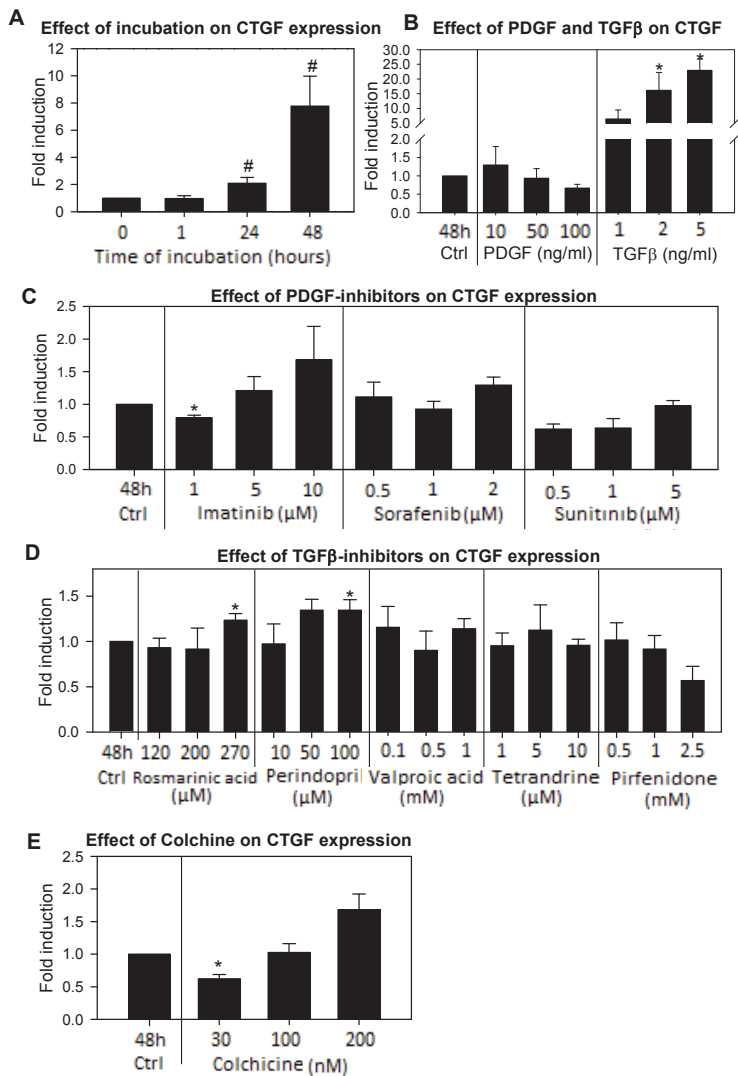 A
Effect of incubation on CTGF expression
Fold induction
12
10
8
6
4
2
0
#
#
0 1 24 48
Time of incubation (hours)
B
Effect of PDGF and TGFβ on CTGF
Fold induction
30.0
25.0
20.0
15.0
10.0
5.0
2.0
1.5
1.0
0.5
0.0
* *
48h 10 50 100 1 2 5
Ctrl PDGF (ng/ml) TGFβ (ng/ml)
C
Effect of PDGF-inhibitors on CTGF expression
Fold induction
2.5
2.0
1.5
1.0
0.5
0.0
*
48h 1 5 10 0.5 1 2 0.5 1 5
Ctrl Imatinib (μM) Sorafenib (μM) Sunitinib (μM)
D
Effect of TGFβ-inhibitors on CTGF expression
Fold induction
1.5
1.0
0.5
0.0
* *
48h 120 200 270 10 50 100 0.1 0.5 1 1 5 10 0.5 1 2.5
Ctrl Rosmarinic acid Perindopril Valproic acid Tetrandrine Pirfenidone
(μM) (μM) (mM) (μM) (mM)
E
Effect of Colchine on CTGF expression
Fold induction
2.5
2.0
1.5
1.0
0.5
0.0
*
48h 30 100 200
Ctrl Colchicine (nM)